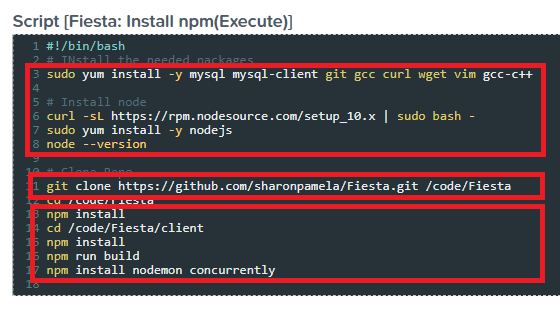 Script [Fiesta: Install npm(Execute)]
1 #!/bin/bash
2 # INstall the needed packages
3 sudo yum install -y mysql mysql-client git gcc curl wget vim gcc-c++
4
5 # Install node
6 curl -sL https://rpm.nodesource.com/setup_10.x | sudo bash -
7 sudo yum install -y nodejs
8 node --version
9
10 # Clone Repo
11 git clone https://github.com/sharonpamela/Fiesta.git /code/Fiesta
12 cd /code/Fiesta
13 npm install
14 cd /code/Fiesta/client
15 npm install
16 npm run build
17 npm install nodemon concurrently
18